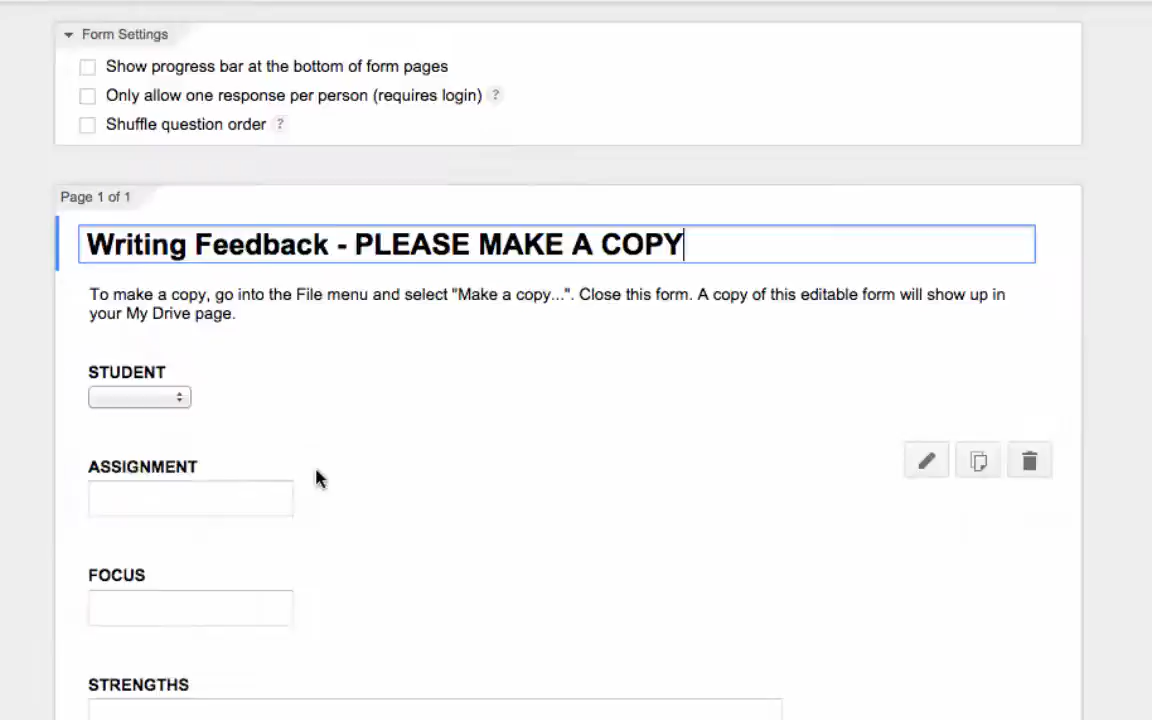 Form Settings
Show progress bar at the bottom of form pages
Only allow one response per person (requires login) ?
Shuffle question order ?
Page 1 of 1
Writing Feedback - PLEASE MAKE A COPY
To make a copy, go into the File menu and select "Make a copy...". Close this form. A copy of this editable form will show up in
your My Drive page.
STUDENT
ASSIGNMENT
FOCUS
STRENGTHS